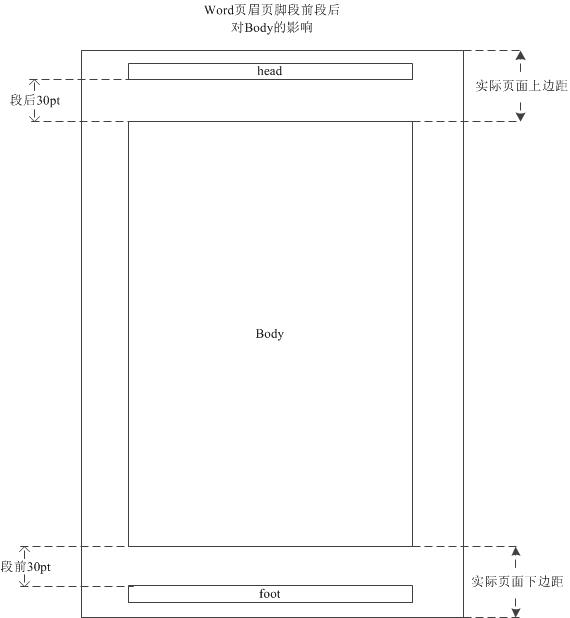 Word页眉页脚段前段后
对Body的影响
head
段后30pt
实际页面上边距
Body
段前30pt
实际页面下边距
foot